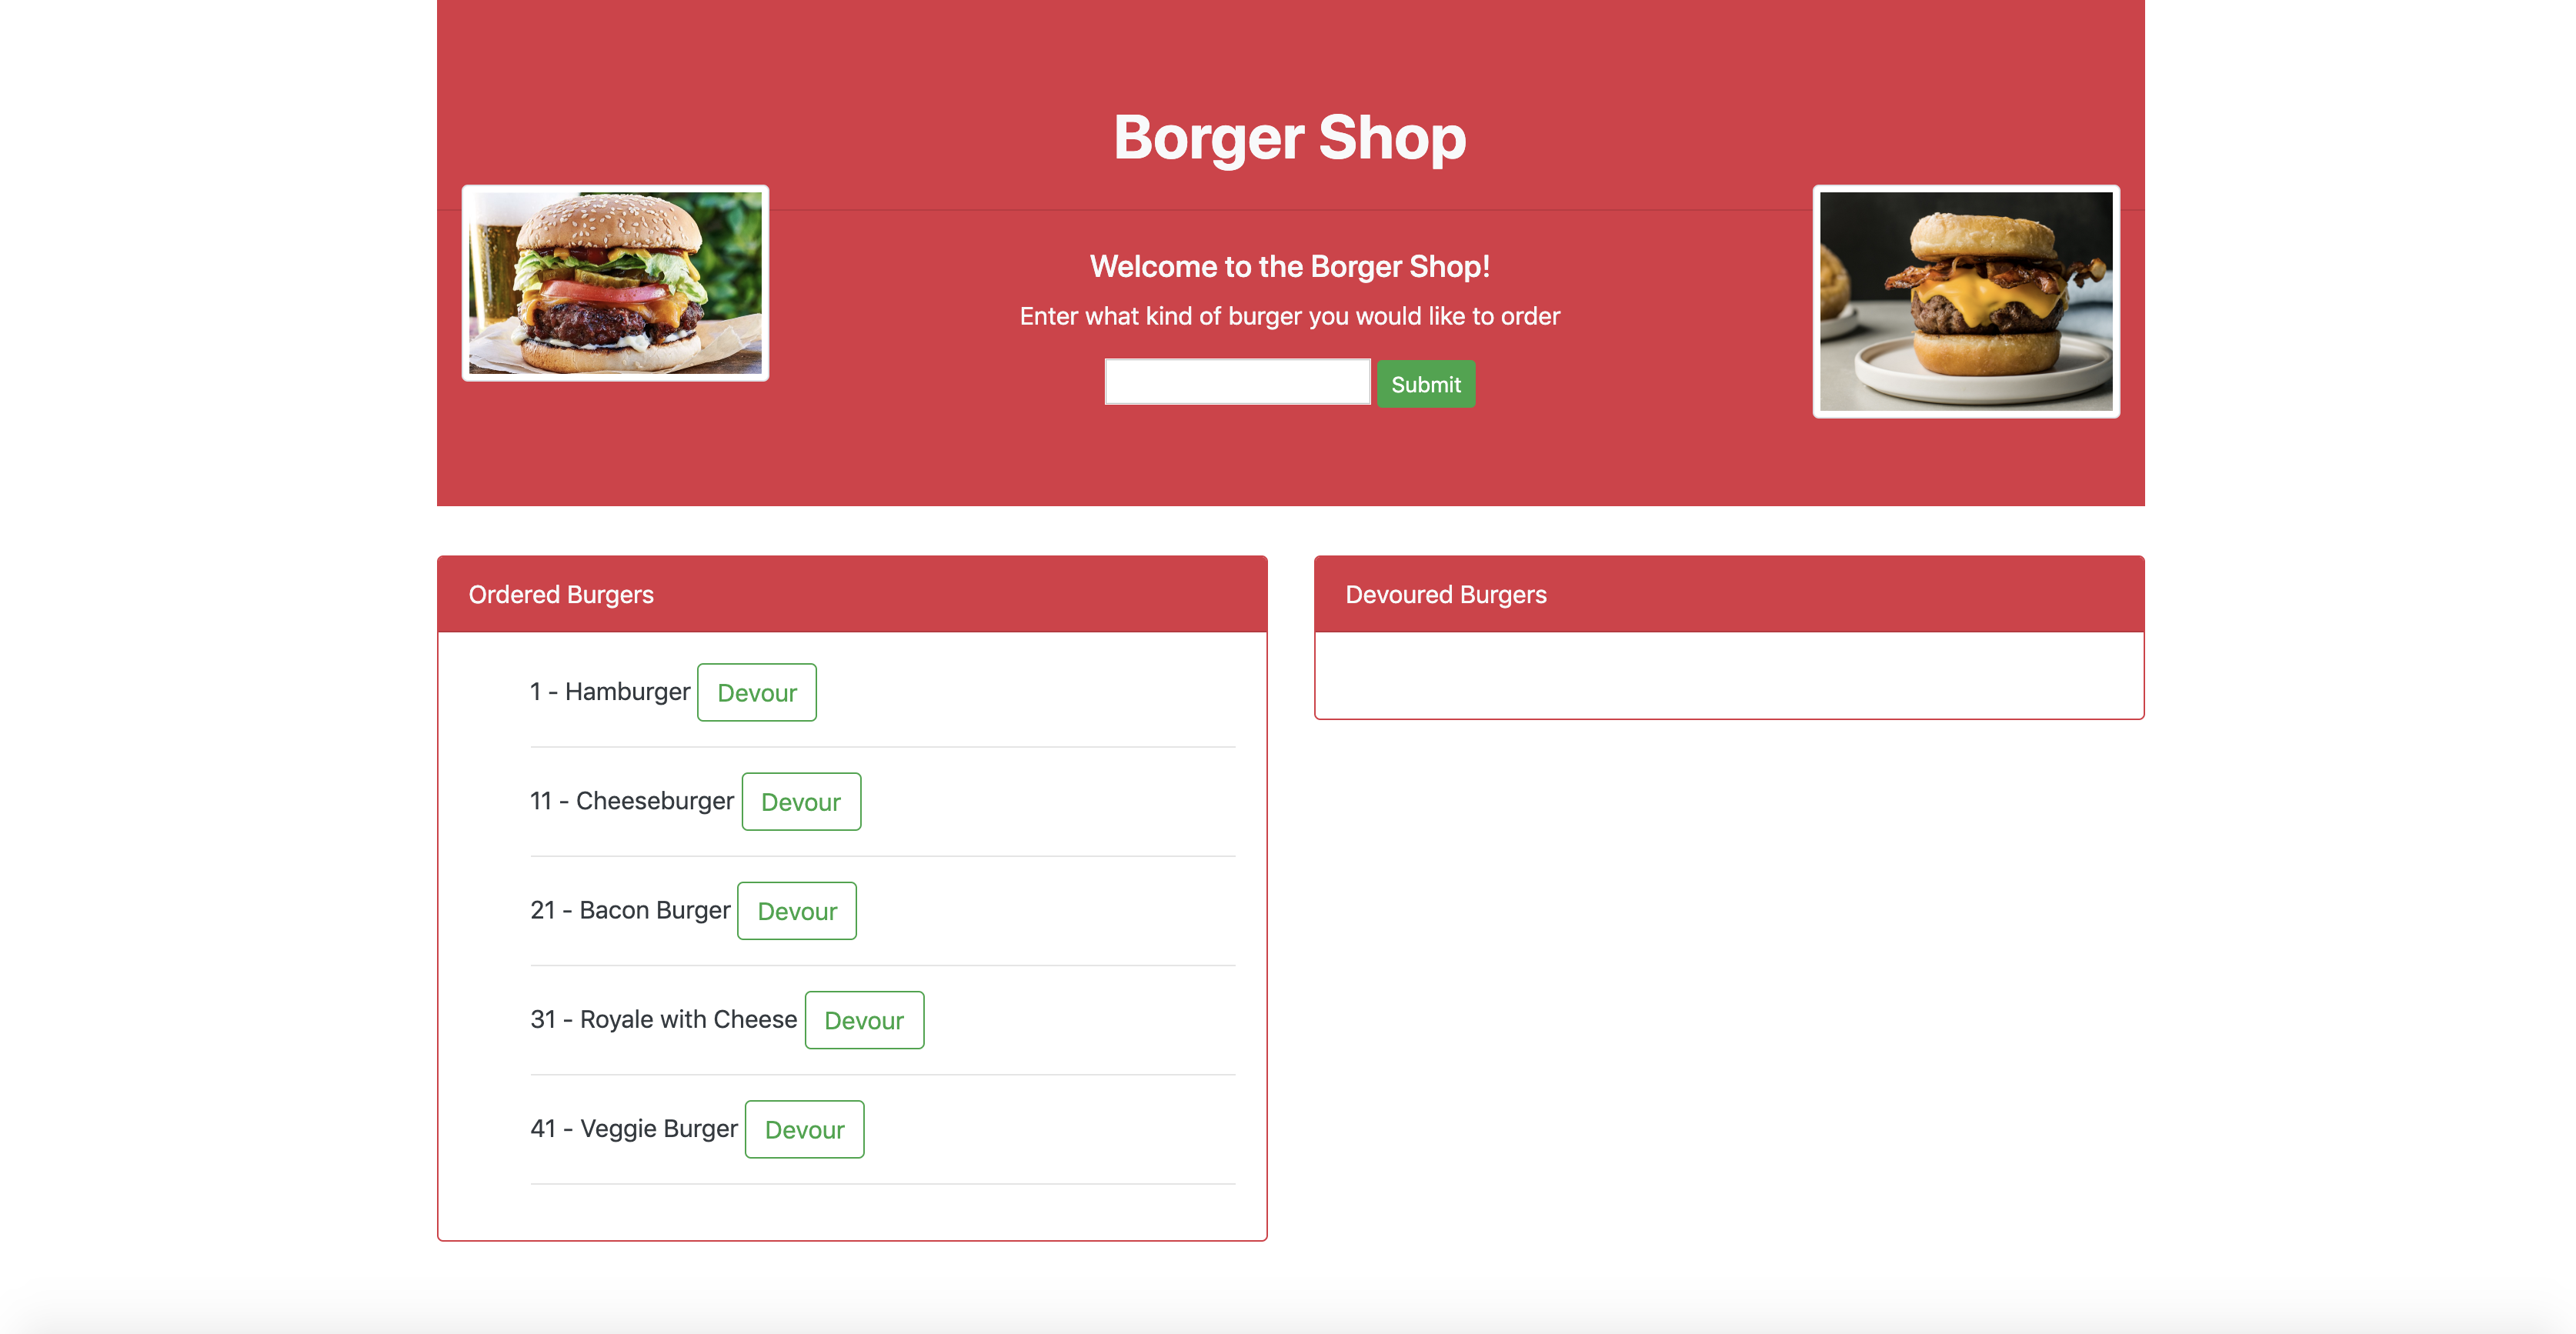 Borger Shop
Welcome to the Borger Shop!
Enter what kind of burger you would like to order
Submit
Ordered Burgers
1 - Hamburger Devour
11 - Cheeseburger Devour
21 - Bacon Burger Devour
31 - Royale with Cheese Devour
41 - Veggie Burger Devour
Devoured Burgers